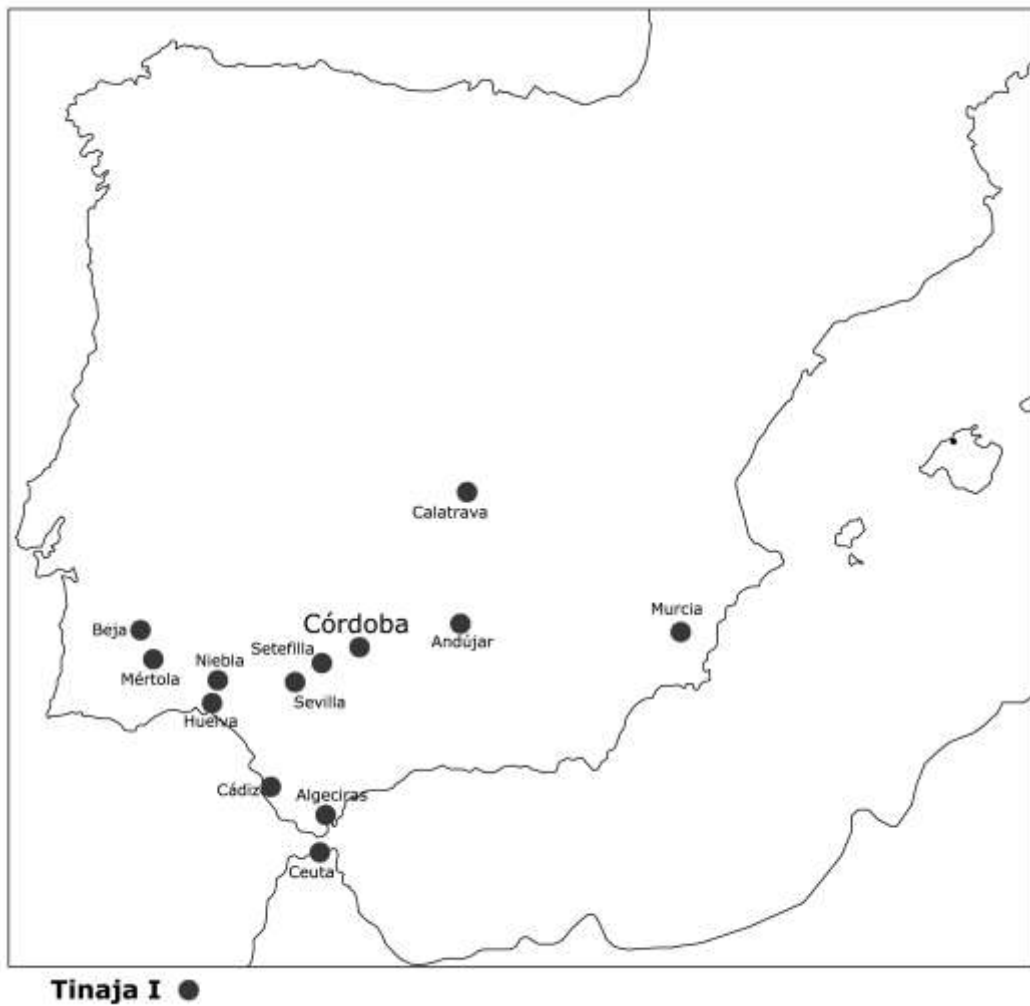 Calatrava
Córdoba
Murcia
Andújar
Beja
Setefilla
Niebla
Mértola
Sevilla
Huelva
Cádiz
Algeciras
Ceuta
Tinaja I